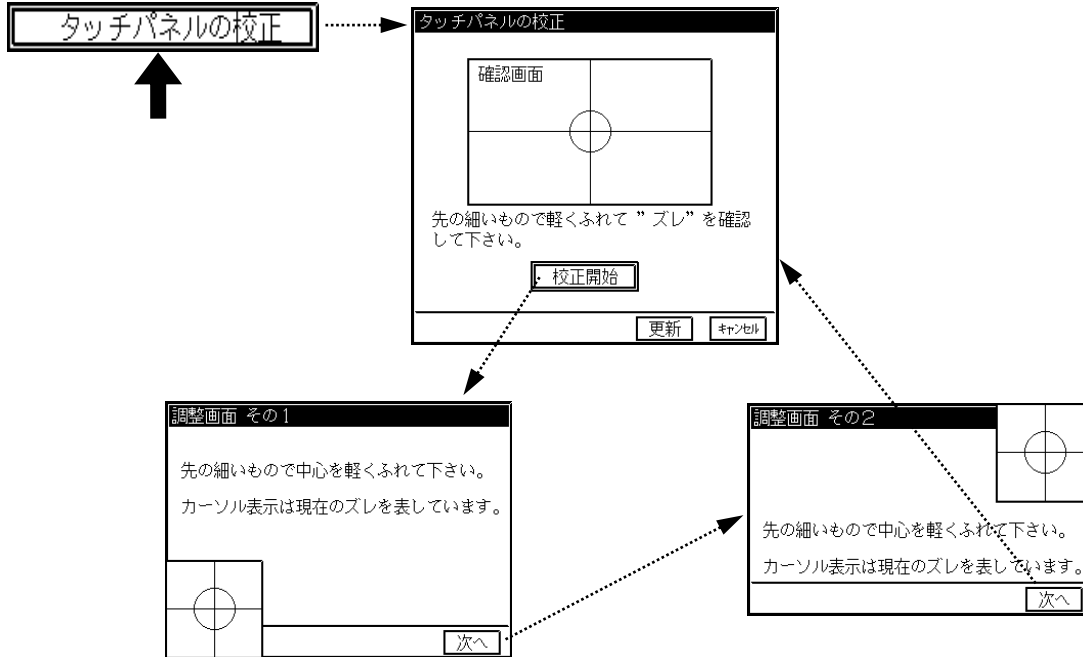 タッチパネルの校正
タッチパネルの校正
確認画面
先の細いもので軽くふれて ”ズレ”を確認
して下さい。
校正開始
更新
キャンセル
調整画面 その1
先の細いもので中心を軽くふれて下さい。
カーソル表示は現在のズレを表しています。
次へ
調整画面 その2
先の細いもので中心を軽くふれて下さい。
カーソル表示は現在のズレを表しています。
次へ